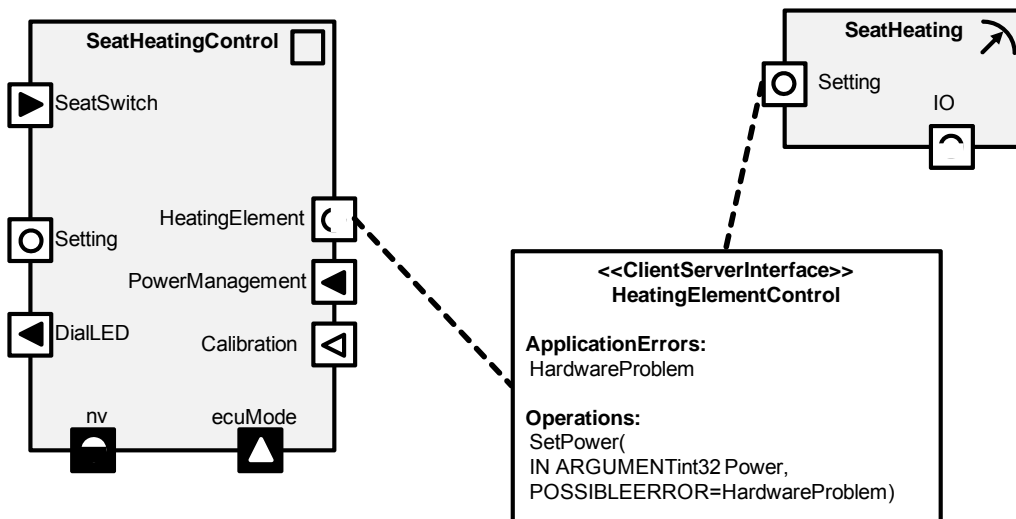 SeatHeatingControl
SeatSwitch
HeatingElement
Setting
PowerManagement
DialLED
Calibration
nv
ecuMode
SeatHeating
Setting
IO
<<ClientServerInterface>>
HeatingElementControl
ApplicationErrors:
HardwareProblem
Operations:
SetPower(
IN ARGUMENTint32 Power,
POSSIBLEERROR=HardwareProblem)